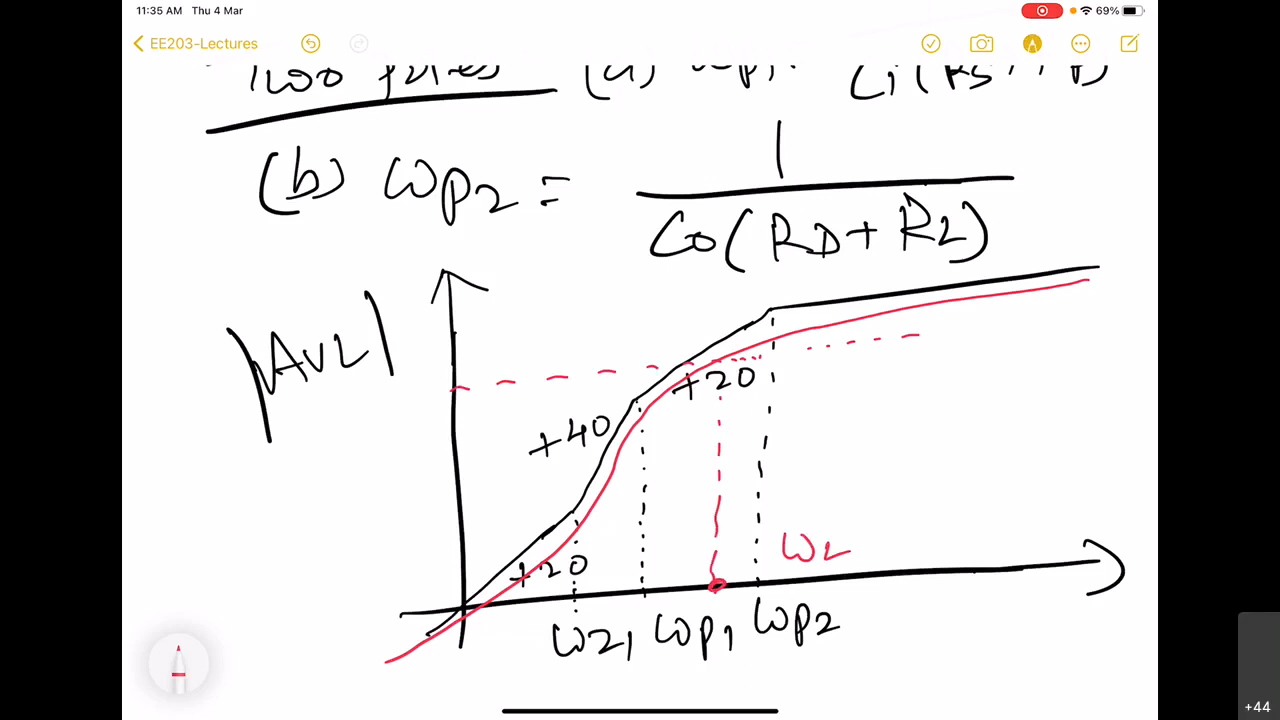 11:35 AM Thu 4 Mar 69%
EE203-Lectures
(b) ωp2 = 1
Co(RD + RL)
|AVL|
+20
+40
+20
ωL
ωz1 ωp1 ωp2
+44